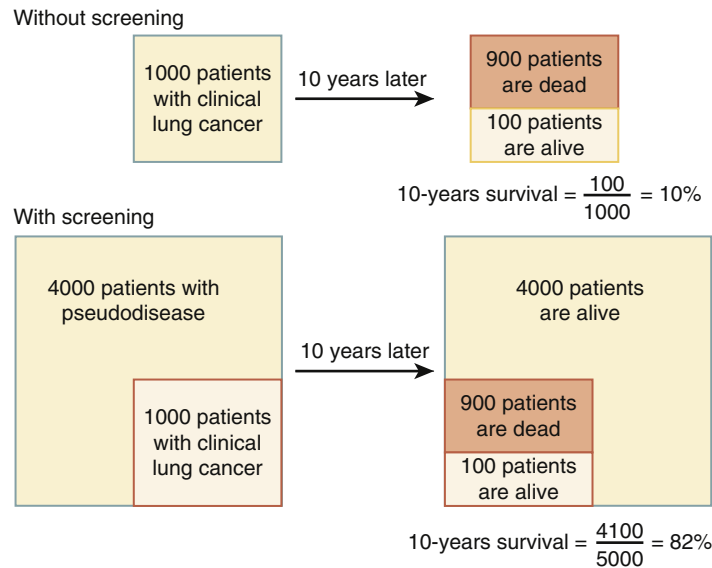 Without screening
1000 patients
with clinical
lung cancer
10 years later
900 patients
are dead
100 patients
are alive
10-years survival = 100/1000 = 10%
With screening
4000 patients with
pseudodisease
1000 patients
with clinical
lung cancer
10 years later
4000 patients
are alive
900 patients
are dead
100 patients
are alive
10-years survival = 4100/5000 = 82%